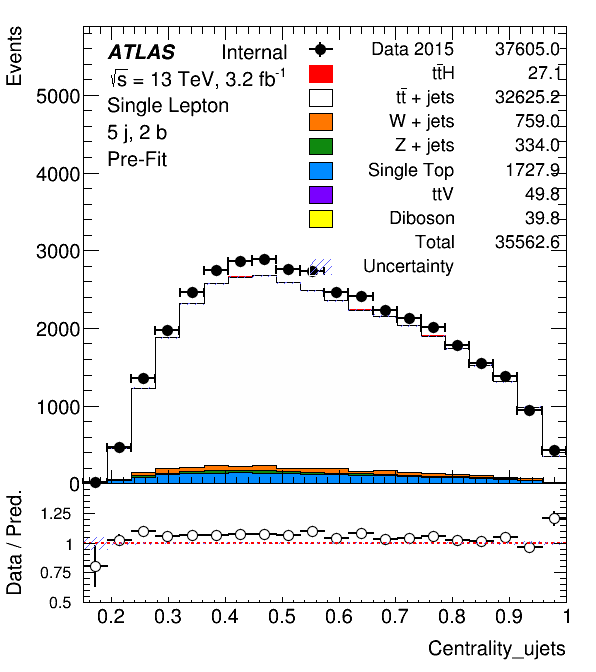 Events
ATLAS Internal
√s = 13 TeV, 3.2 fb⁻¹
Single Lepton
5 j, 2 b
Pre-Fit
Data 2015 37605.0
tt̄H 27.1
tt̄ + jets 32625.2
W + jets 759.0
Z + jets 334.0
Single Top 1727.9
ttV 49.8
Diboson 39.8
Total 35562.6
Uncertainty
5000
4000
3000
2000
1000
0
Data / Pred.
1.25
1
0.75
0.5
0.2 0.3 0.4 0.5 0.6 0.7 0.8 0.9 1
Centrality_ujets